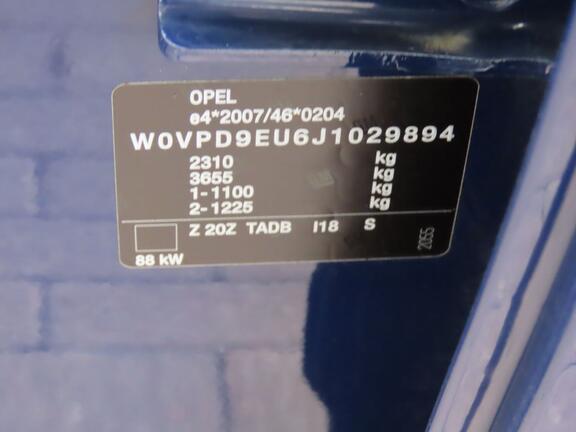 OPEL
e4*2007/46*0204
W0VPD9EU6J1029894
2310 kg
3655 kg
1-1100 kg
2-1225 kg
Z 20Z TADB I18 S
2055
88 kW